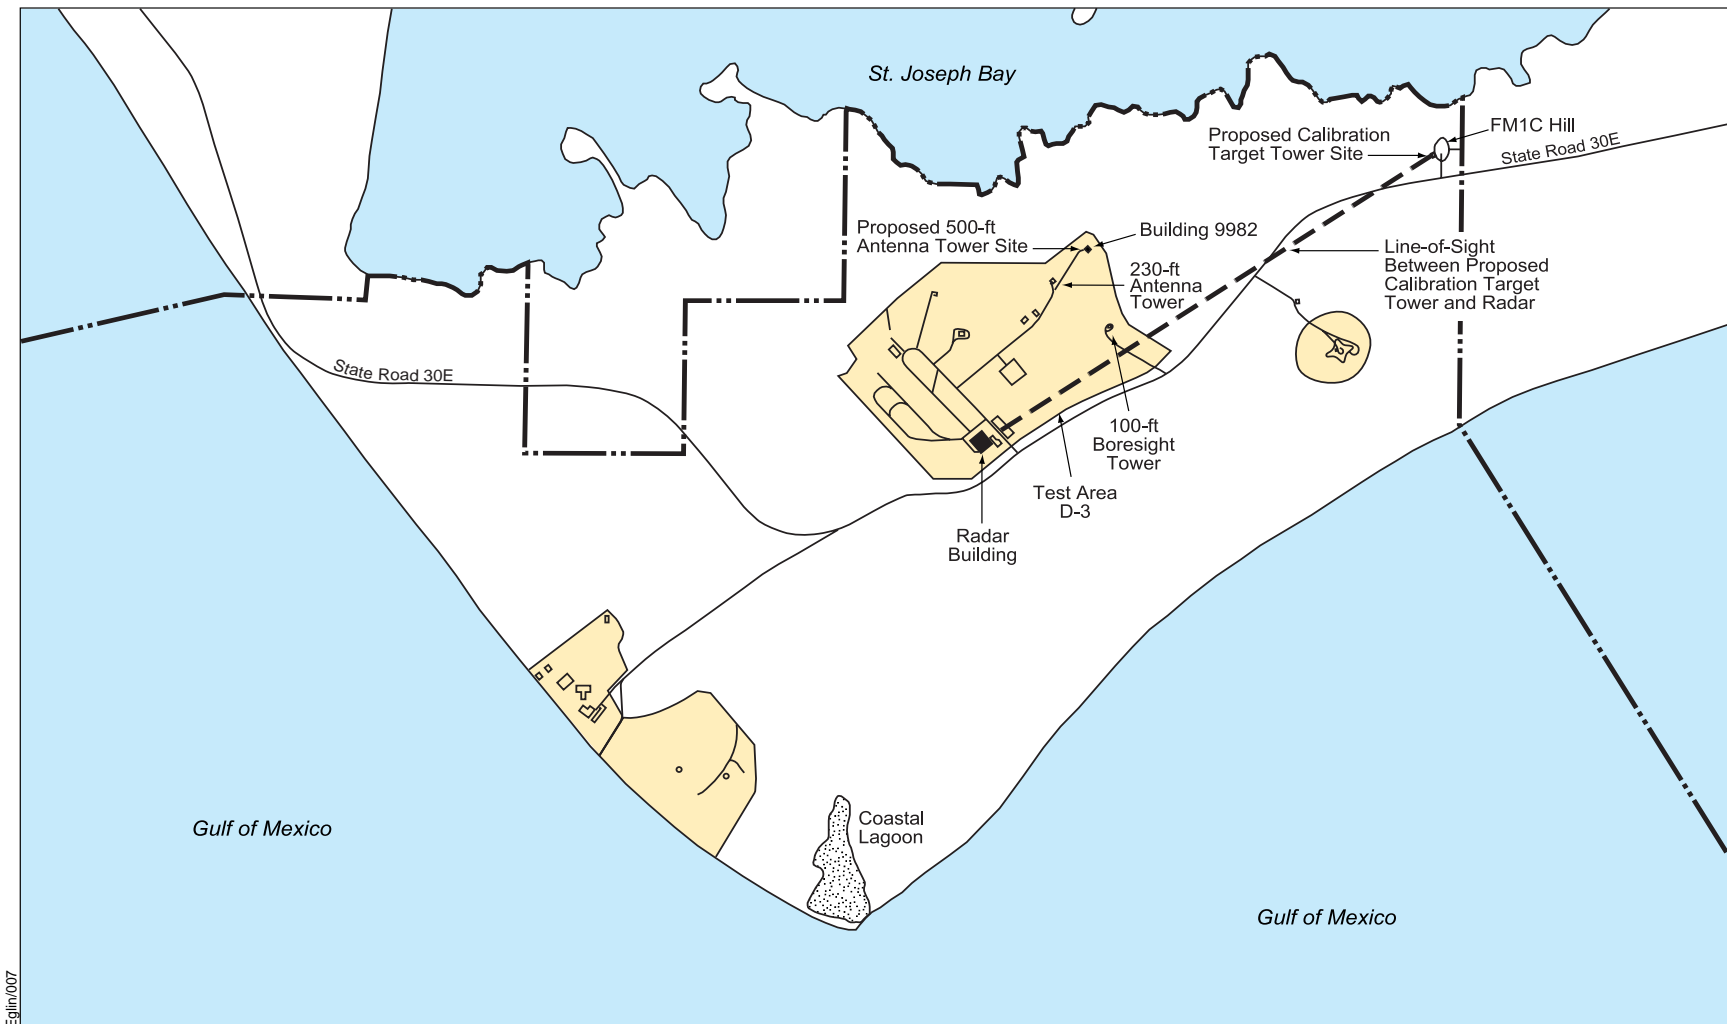 St. Joseph Bay
Proposed Calibration
Target Tower Site
FM1C Hill
State Road 30E
Proposed 500-ft
Antenna Tower Site
Building 9982
230-ft
Antenna
Tower
Line-of-Sight
Between Proposed
Calibration Target
Tower and Radar
State Road 30E
100-ft
Boresight
Tower
Test Area
D-3
Radar
Building
Coastal
Lagoon
Gulf of Mexico
Gulf of Mexico
Eglin/007